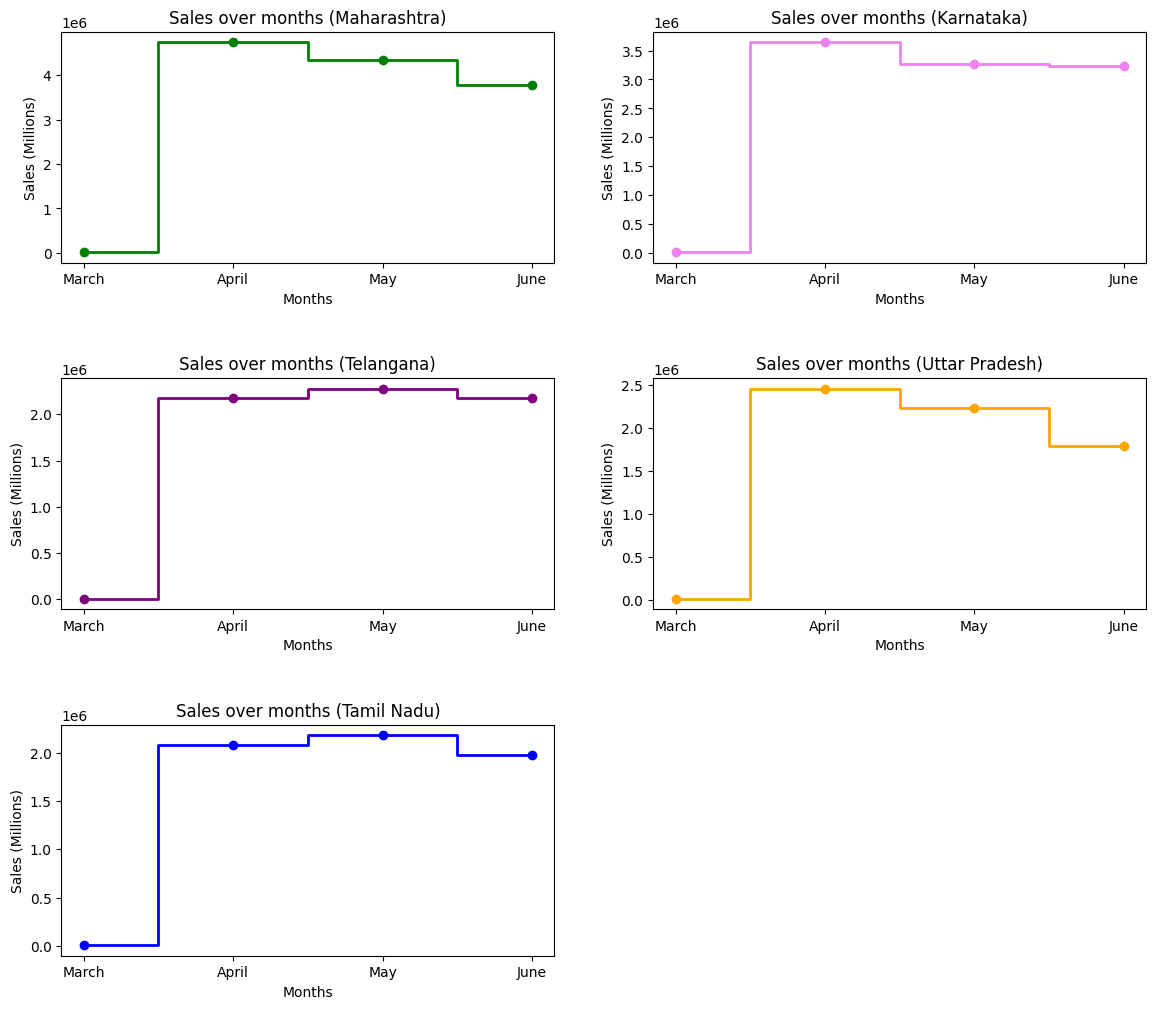 Sales over months (Maharashtra)
1e6
Sales (Millions)
4
3
2
1
0
March April May June
Months
Sales over months (Karnataka)
1e6
Sales (Millions)
3.5
3.0
2.5
2.0
1.5
1.0
0.5
0.0
March April May June
Months
Sales over months (Telangana)
1e6
Sales (Millions)
2.0
1.5
1.0
0.5
0.0
March April May June
Months
Sales over months (Uttar Pradesh)
1e6
Sales (Millions)
2.5
2.0
1.5
1.0
0.5
0.0
March April May June
Months
Sales over months (Tamil Nadu)
1e6
Sales (Millions)
2.0
1.5
1.0
0.5
0.0
March April May June
Months